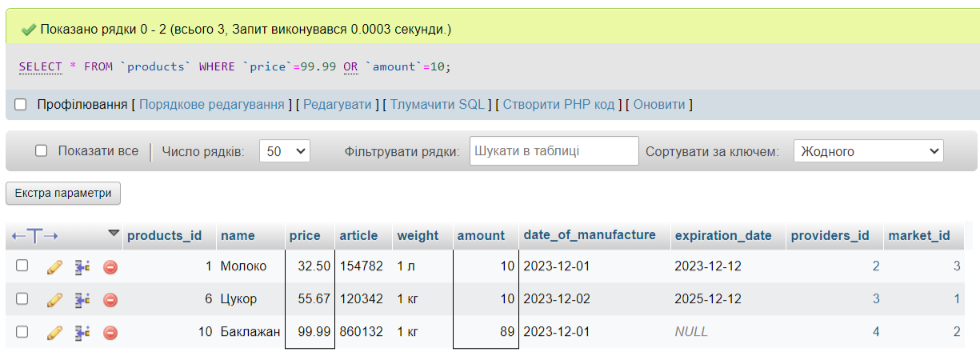 Показано рядки 0 - 2 (всього 3, Запит виконувався 0.0003 секунди.)
SELECT * FROM `products` WHERE `price`=99.99 OR `amount`=10;
Профілювання [ Порядкове редагування ] [ Редагувати ] [ Тлумачити SQL ] [ Створити PHP код ] [ Оновити ]
Показати все Число рядків: 50 Фільтрувати рядки: Шукати в таблиці Сортувати за ключем: Жодного
Екстра параметри
←T→ products_id name price article weight amount date_of_manufacture expiration_date providers_id market_id
1 Молоко 32.50 154782 1 л 10 2023-12-01 2023-12-12 2 3
6 Цукор 55.67 120342 1 кг 10 2023-12-02 2025-12-12 3 1
10 Баклажан 99.99 860132 1 кг 89 2023-12-01 NULL 4 2